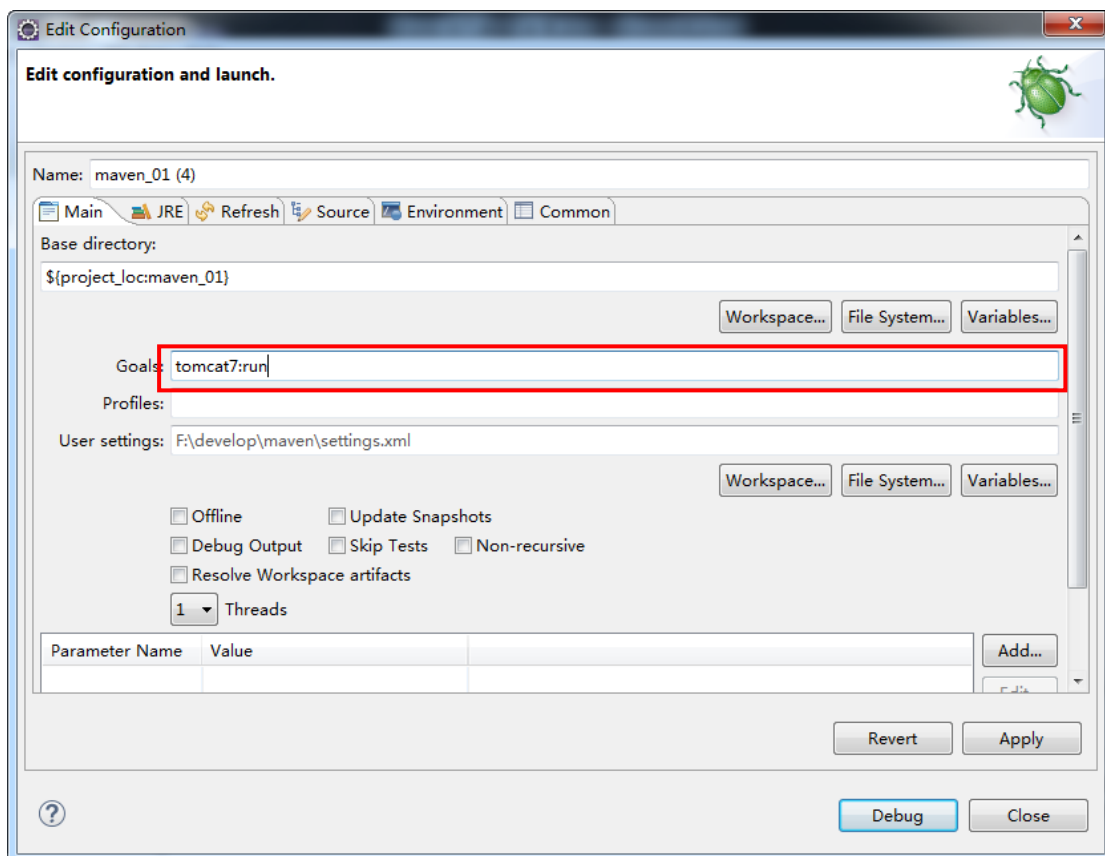 Edit Configuration
Edit configuration and launch.
Name: maven_01 (4)
Main JRE Refresh Source Environment Common
Base directory:
${project_loc:maven_01}
Workspace... File System... Variables...
Goals: tomcat7:run
Profiles:
User settings: F:\develop\maven\settings.xml
Workspace... File System... Variables...
Offline Update Snapshots
Debug Output Skip Tests Non-recursive
Resolve Workspace artifacts
1 Threads
Parameter Name Value Add...
Revert Apply
? Debug Close